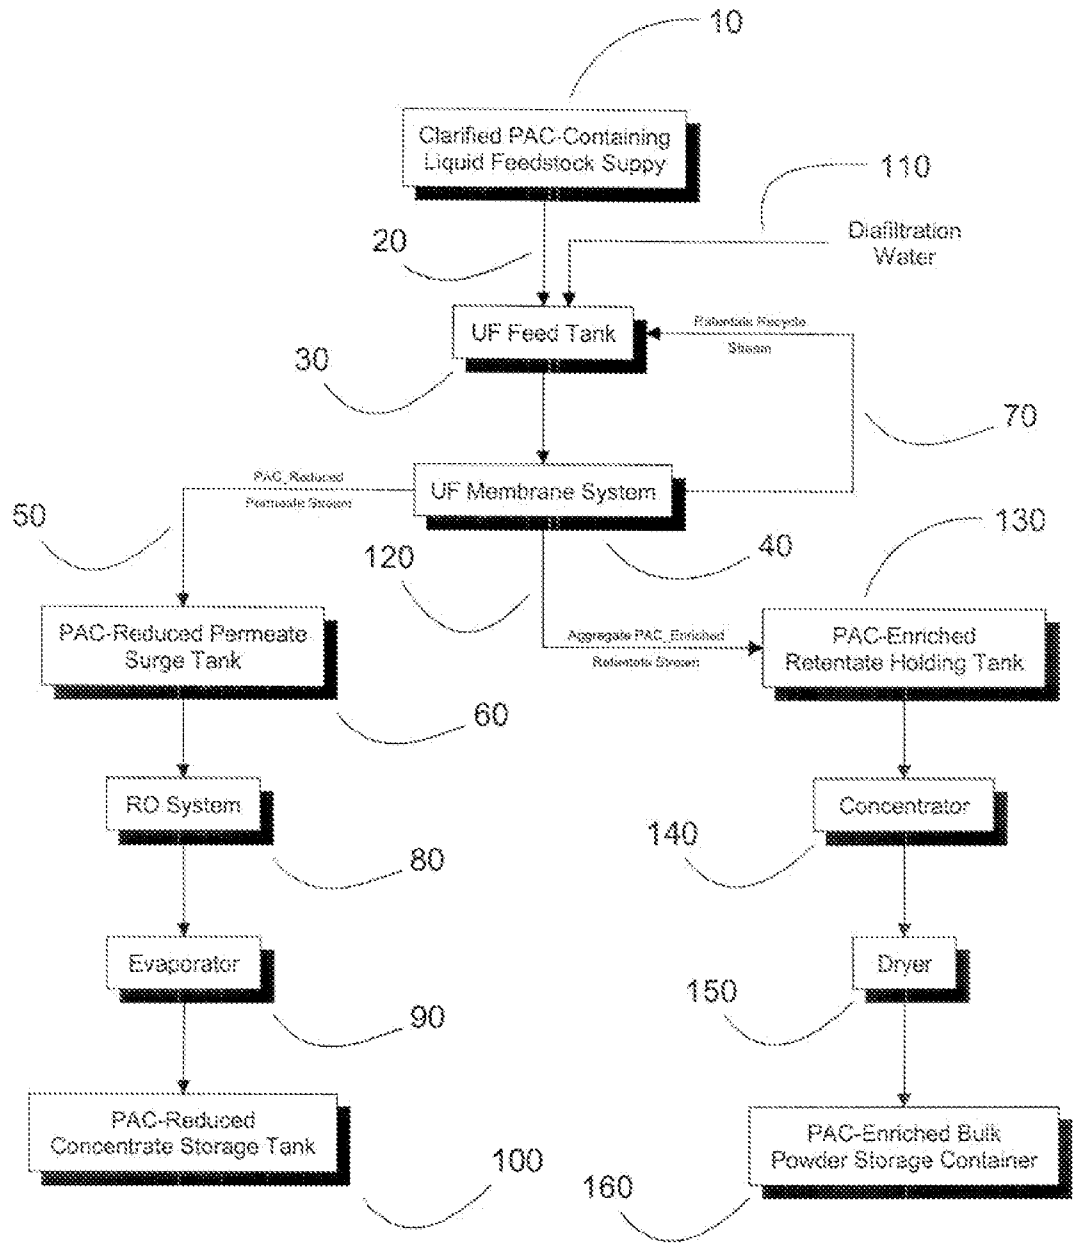 10
Clarified PAC-Containing
Liquid Feedstock Suppy
110
20
Diafiltration
Water
UF Feed Tank
Retentate Recycle
Stream
30
70
PAC_Reduced
Permeate Stream
UF Membrane System
50
120
40
130
PAC-Reduced Permeate
Surge Tank
Aggregate PAC_Enriched
Retentate Stream
PAC-Enriched
Retentate Holding Tank
60
RO System
Concentrator
80
140
Evaporator
Dryer
90
150
PAC-Reduced
Concentrate Storage Tank
PAC-Enriched Bulk
Powder Storage Container
100
160